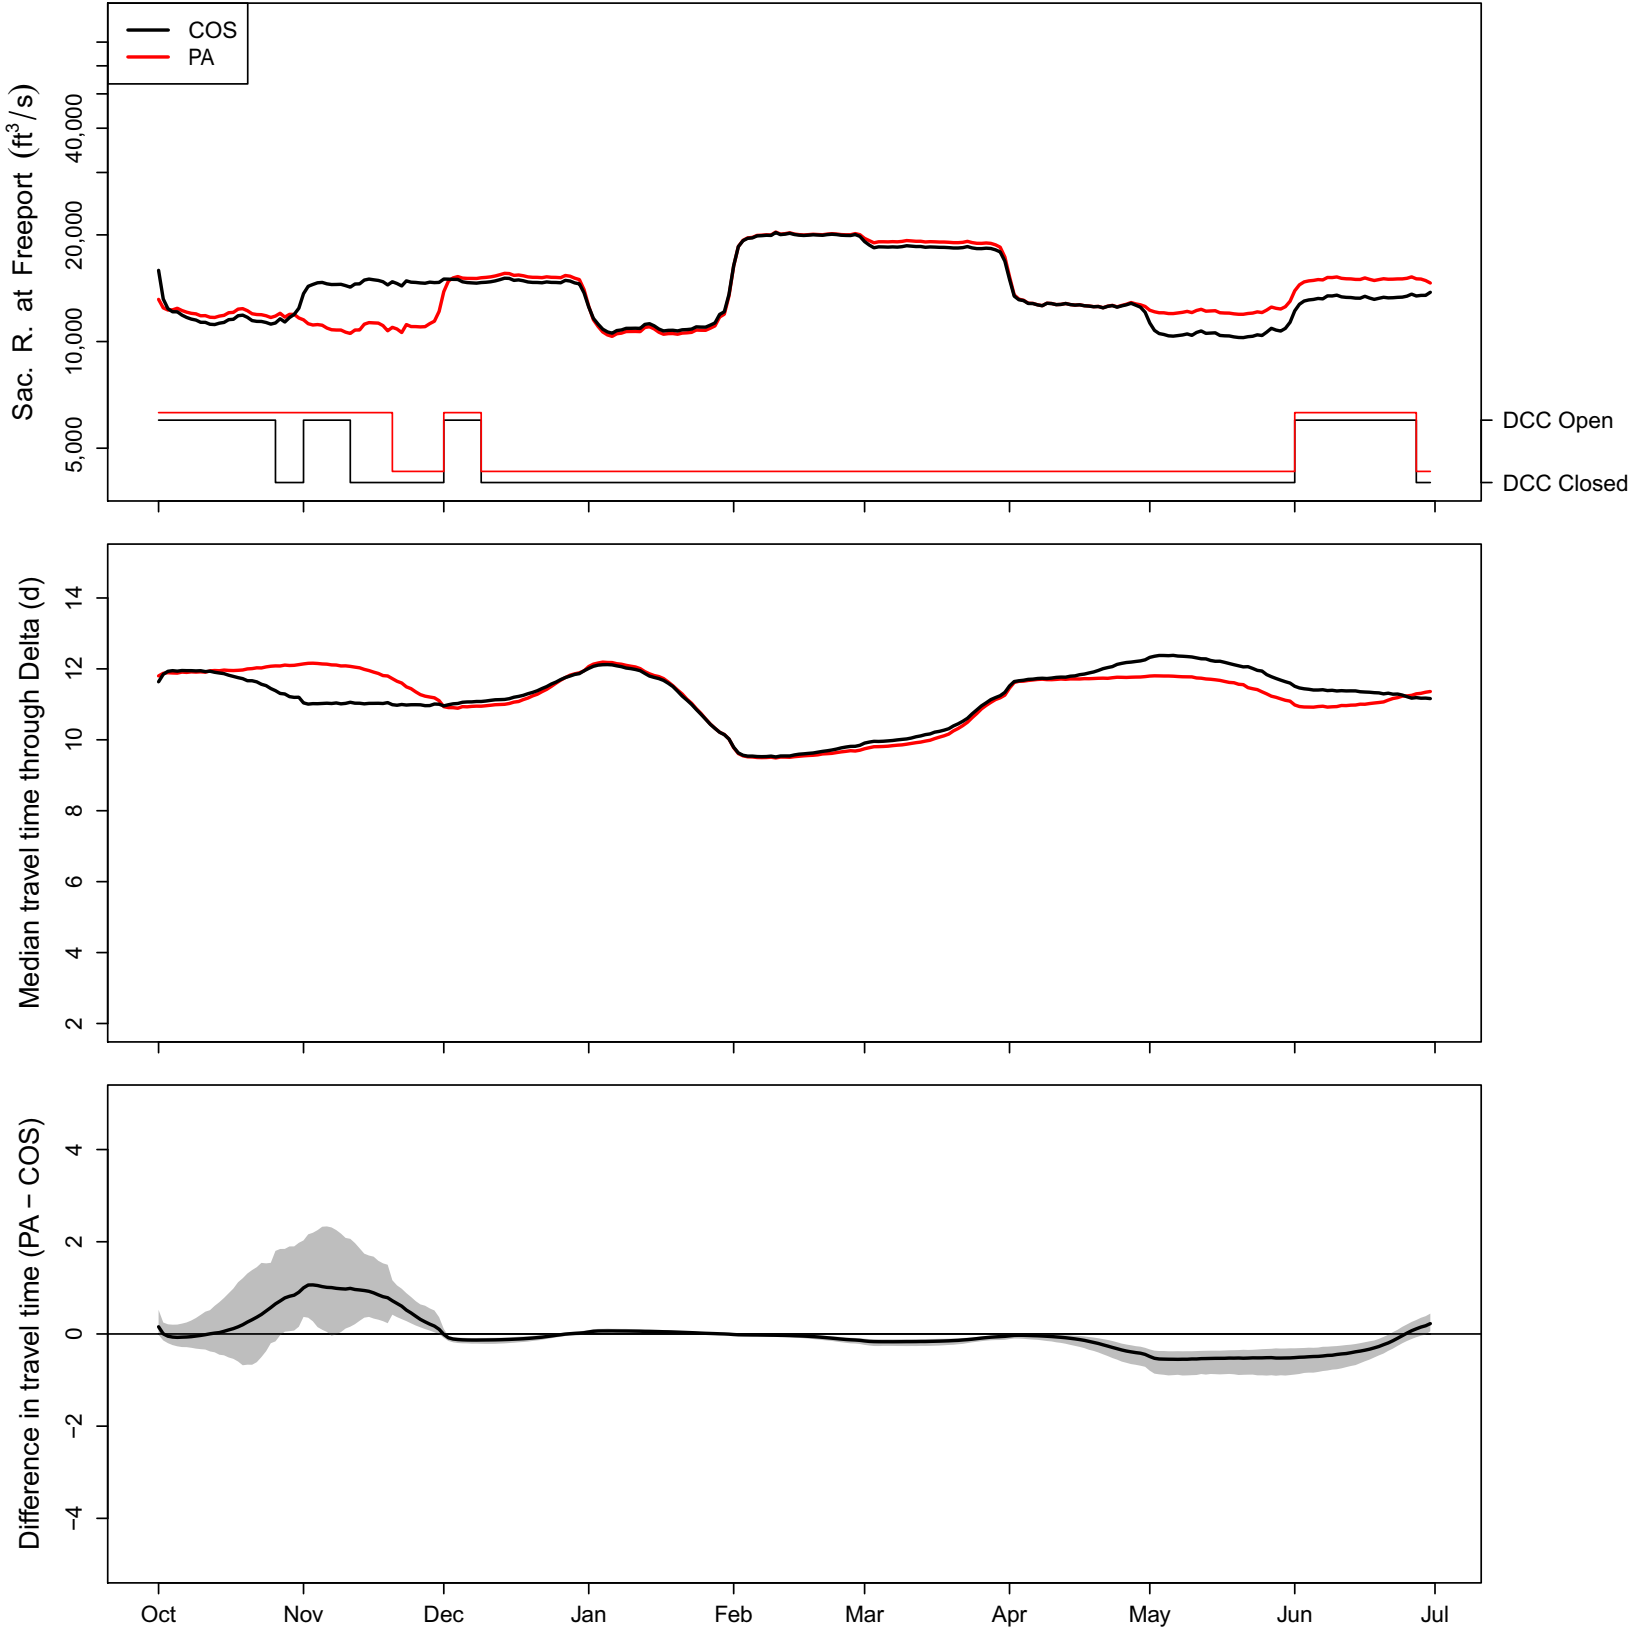 COS
PA
Sac. R. at Freeport (ft³/s)
40,000
20,000
10,000
5,000
DCC Open
DCC Closed
Median travel time through Delta (d)
14
12
10
8
6
4
2
Difference in travel time (PA − COS)
4
2
0
−2
−4
Oct Nov Dec Jan Feb Mar Apr May Jun Jul